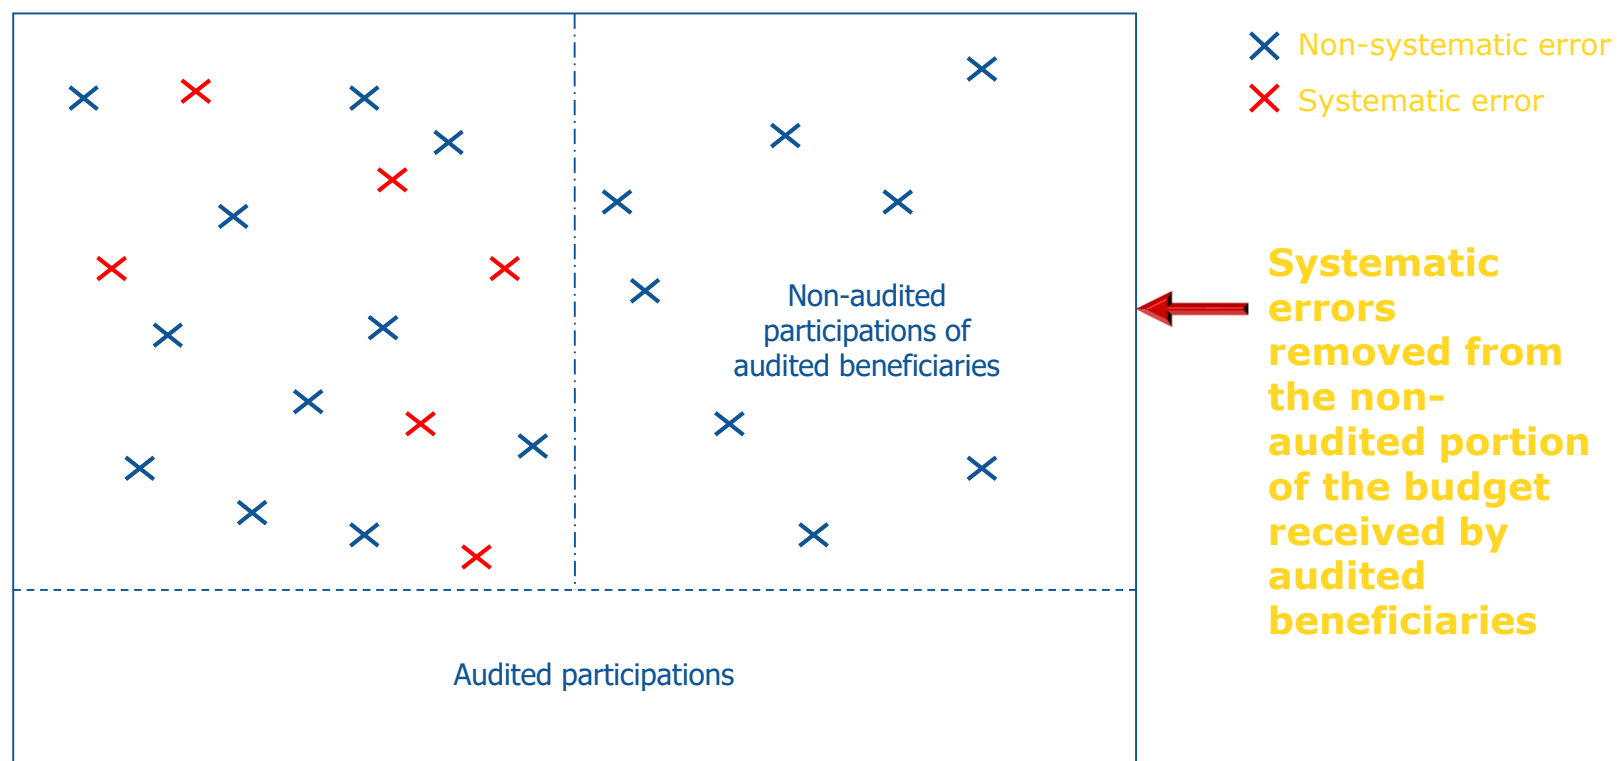 Non-systematic error
Systematic error
Non-audited
participations of
audited beneficiaries
Systematic
errors
removed from
the non-
audited portion
of the budget
received by
audited
beneficiaries
Audited participations